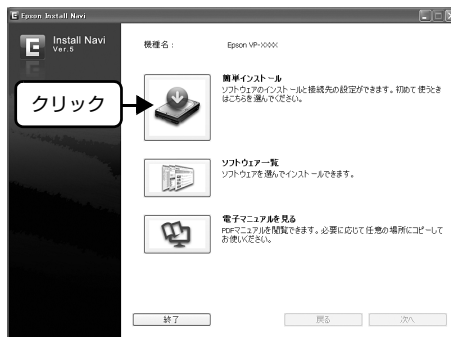 Epson Install Navi
Install Navi
Ver.5
機種名:
Epson VP-XXXX
簡単インストール
ソフトウェアのインストールと接続先の設定ができます。初めて使うとき
はこちらを選んでください。
クリック
ソフトウェア一覧
ソフトウェアを選んでインストールできます。
電子マニュアルを見る
PDFマニュアルを閲覧できます。必要に応じて任意の場所にコピーして
お使いください。
終了
戻る
次へ